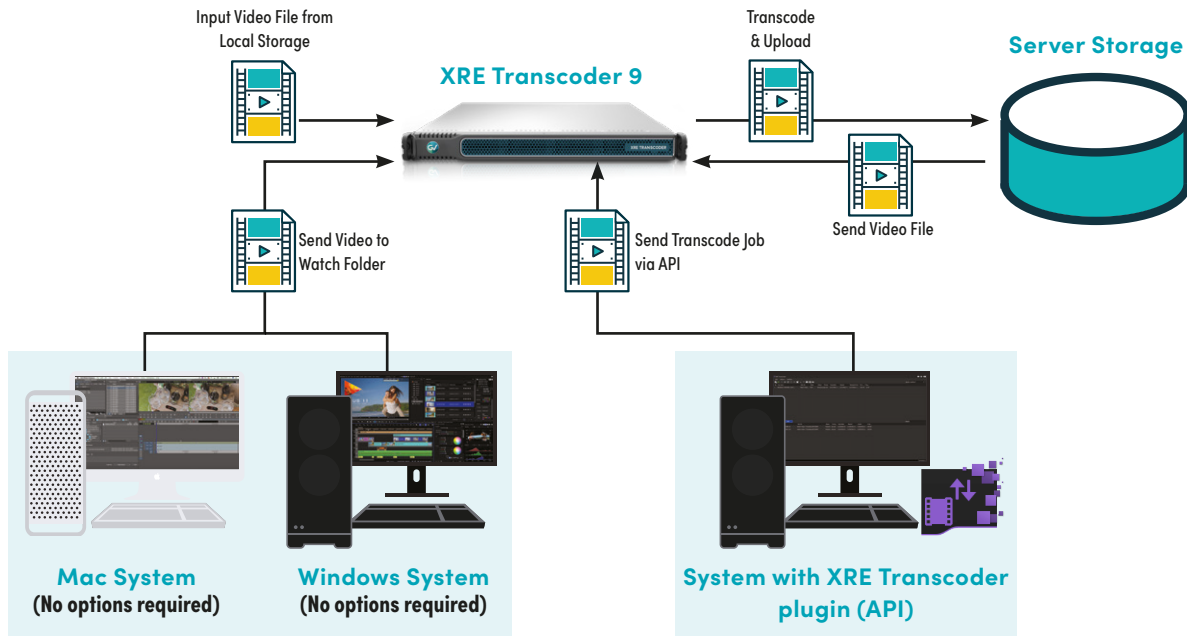 Input Video File from
Local Storage
Transcode
& Upload
Server Storage
XRE Transcoder 9
XRE TRANSCODER
Send Video to
Watch Folder
Send Transcode Job
via API
Send Video File
Mac System
(No options required)
Windows System
(No options required)
System with XRE Transcoder
plugin (API)